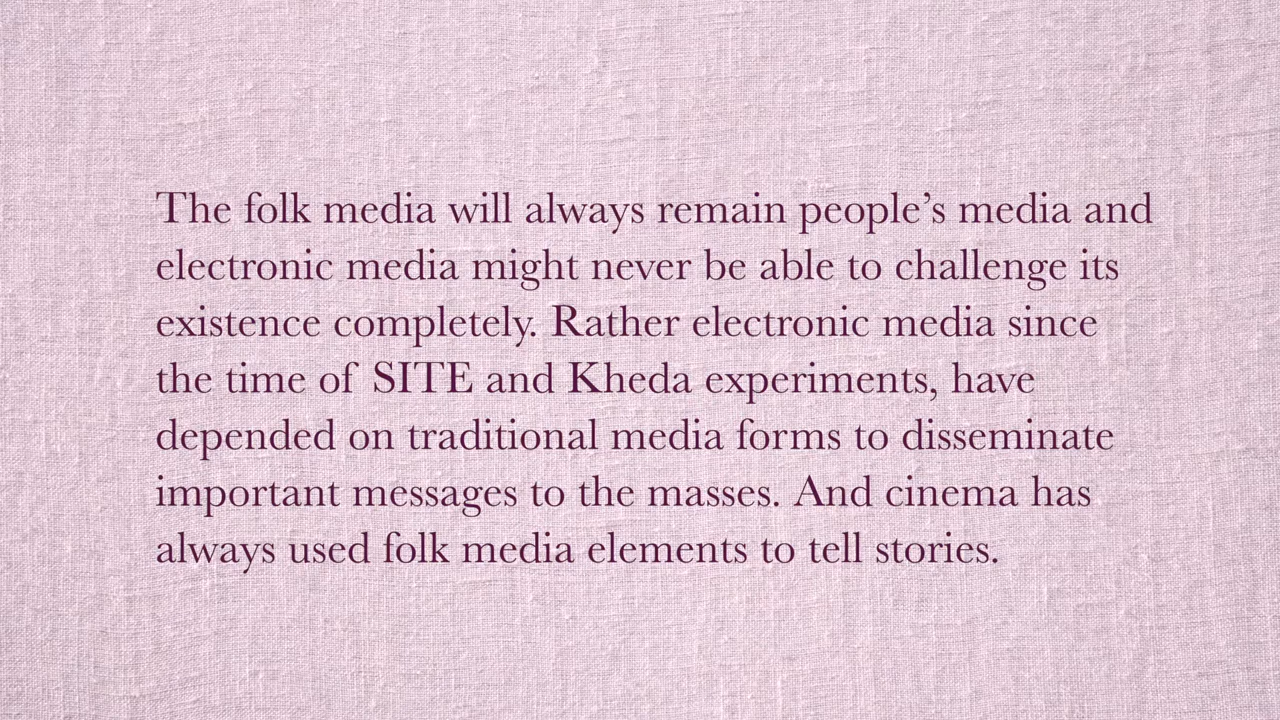 The folk media will always remain people’s media and
electronic media might never be able to challenge its
existence completely. Rather electronic media since
the time of SITE and Kheda experiments, have
depended on traditional media forms to disseminate
important messages to the masses. And cinema has
always used folk media elements to tell stories.